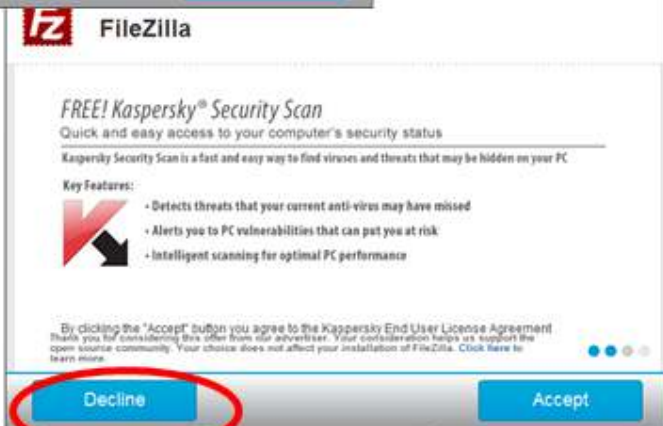 Fz
FileZilla
FREE! Kaspersky® Security Scan
Quick and easy access to your computer's security status
Kaspersky Security Scan is a fast and easy way to find viruses and threats that may be hidden on your PC
Key Features:
- Detects threats that your current anti-virus may have missed
- Alerts you to PC vulnerabilities that can put you at risk
- Intelligent scanning for optimal PC performance
By clicking the "Accept" button you agree to the Kaspersky End User License Agreement
Thank you for considering this offer from our advertiser. Your consideration helps us support the
open source community. Your choice does not affect your installation of FileZilla. Click here to
learn more.
Decline
Accept